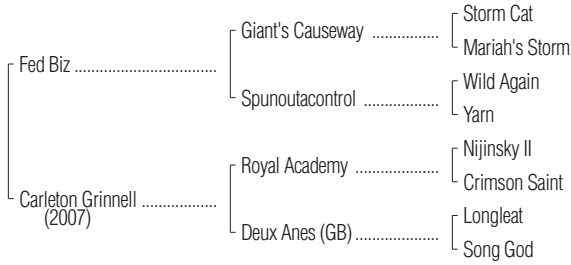 Storm Cat
Giant's Causeway ................
Mariah's Storm
Fed Biz .................................
Wild Again
Spunoutacontrol ..................
Yarn
Nijinsky II
Royal Academy ....................
Crimson Saint
Carleton Grinnell .................
(2007)
Longleat
Deux Anes (GB) ....................
Song God